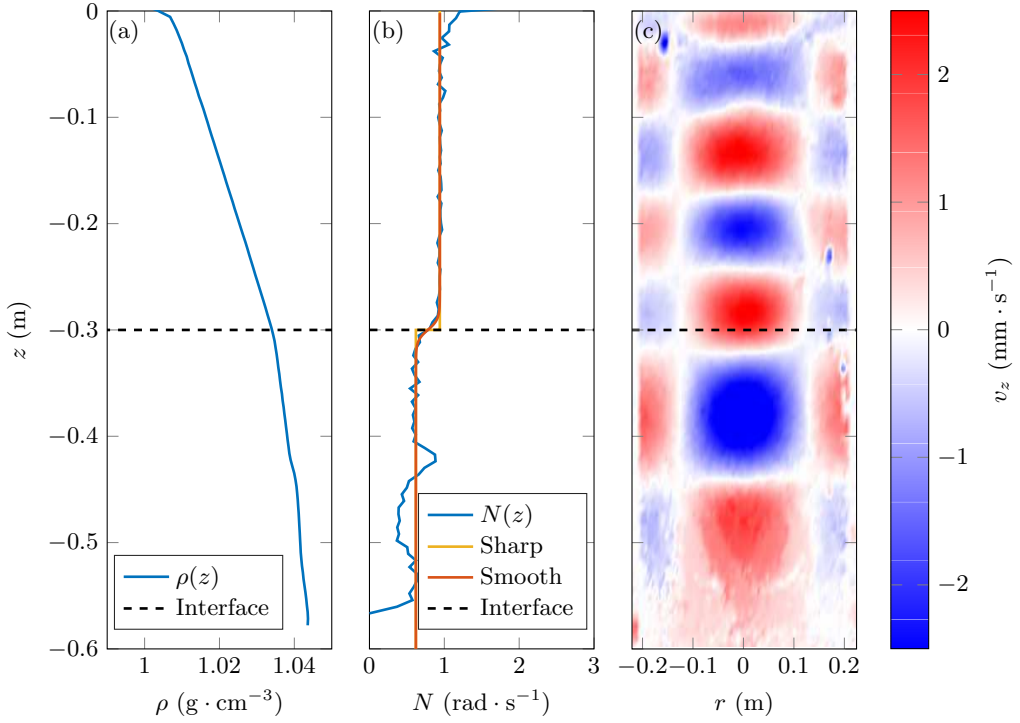 (a)
(b)
(c)
0
−0.1
−0.2
−0.3
−0.4
−0.5
−0.6
z (m)
ρ(z)
Interface
1
1.02
1.04
ρ (g · cm⁻³)
N(z)
Sharp
Smooth
Interface
0
1
2
3
N (rad · s⁻¹)
−0.2
−0.1
0
0.1
0.2
r (m)
2
1
0
−1
−2
v_z (mm · s⁻¹)